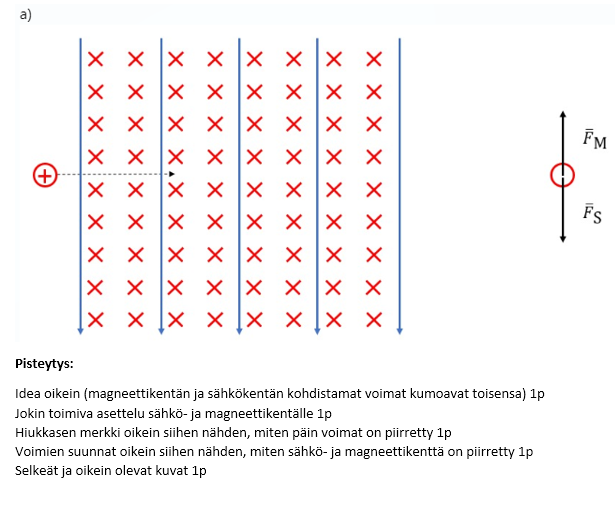 a)
+
F̄M
F̄S
Pisteytys:
Idea oikein (magneettikentän ja sähkökentän kohdistamat voimat kumoavat toisensa) 1p
Jokin toimiva asettelu sähkö- ja magneettikentälle 1p
Hiukkasen merkki oikein siihen nähden, miten päin voimat on piirretty 1p
Voimien suunnat oikein siihen nähden, miten sähkö- ja magneettikenttä on piirretty 1p
Selkeät ja oikein olevat kuvat 1p